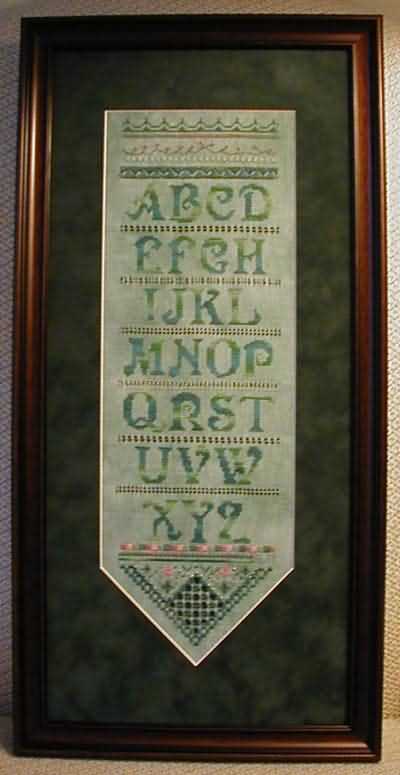 ABCD
EFGH
IJKL
MNOP
QRST
UVW
XYZ